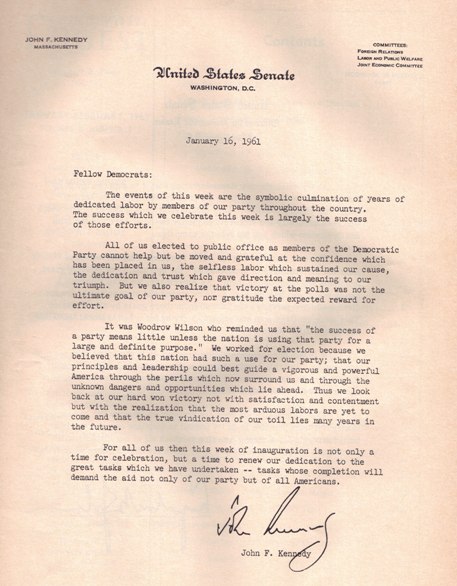 JOHN F. KENNEDY
MASSACHUSETTS
COMMITTEES:
FOREIGN RELATIONS
LABOR AND PUBLIC WELFARE
JOINT ECONOMIC COMMITTEE
United States Senate
WASHINGTON, D.C.
January 16, 1961
Fellow Democrats:
The events of this week are the symbolic culmination of years of
dedicated labor by members of our party throughout the country.
The success which we celebrate this week is largely the success
of those efforts.
All of us elected to public office as members of the Democratic
Party cannot help but be moved and grateful at the confidence which
has been placed in us, the selfless labor which sustained our cause,
the dedication and trust which gave direction and meaning to our
triumph. But we also realize that victory at the polls was not the
ultimate goal of our party, nor gratitude the expected reward for
effort.
It was Woodrow Wilson who reminded us that "the success of
a party means little unless the nation is using that party for a
large and definite purpose." We worked for election because we
believed that this nation had such a use for our party; that our
principles and leadership could best guide a vigorous and powerful
America through the perils which now surround us and through the
unknown dangers and opportunities which lie ahead. Thus we look
back at our hard won victory not with satisfaction and contentment
but with the realization that the most arduous labors are yet to
come and that the true vindication of our toil lies many years in
the future.
For all of us then this week of inauguration is not only a
time for celebration, but a time to renew our dedication to the
great tasks which we have undertaken -- tasks whose completion will
demand the aid not only of our party but of all Americans.
John Kennedy
John F. Kennedy